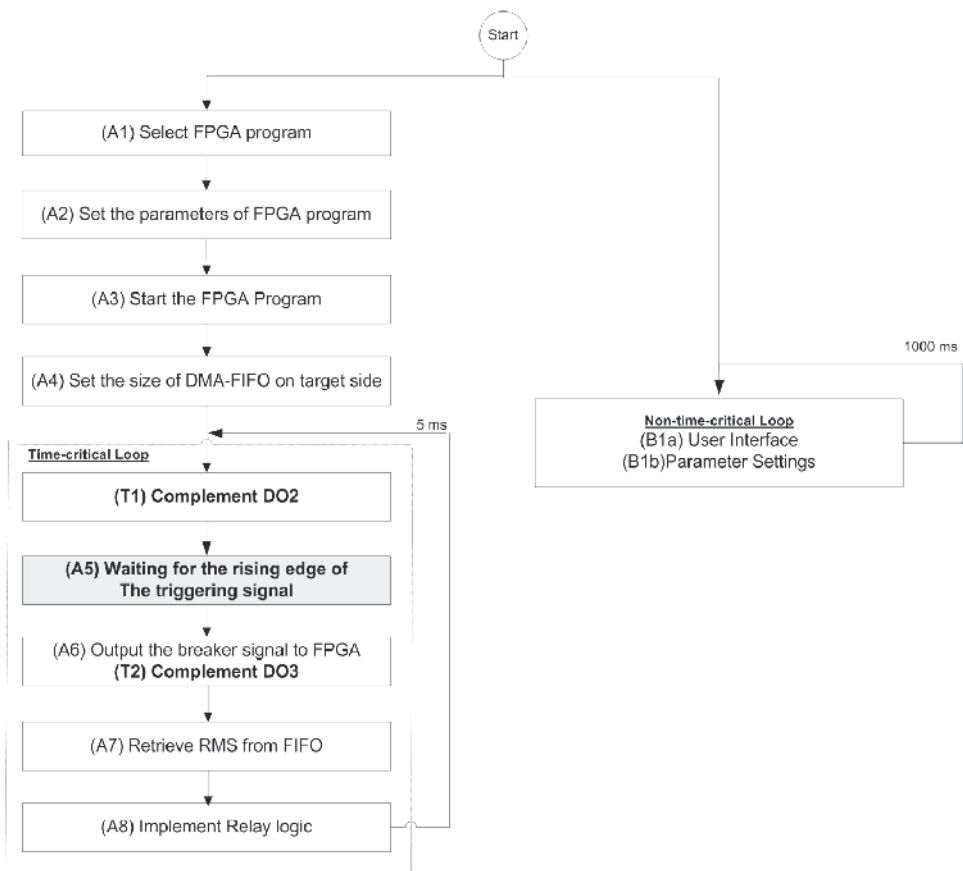 Start
(A1) Select FPGA program
(A2) Set the parameters of FPGA program
(A3) Start the FPGA Program
(A4) Set the size of DMA-FIFO on target side
5 ms
Time-critical Loop
(T1) Complement DO2
(A5) Waiting for the rising edge of
The triggering signal
(A6) Output the breaker signal to FPGA
(T2) Complement DO3
(A7) Retrieve RMS from FIFO
(A8) Implement Relay logic
1000 ms
Non-time-critical Loop
(B1a) User Interface
(B1b)Parameter Settings